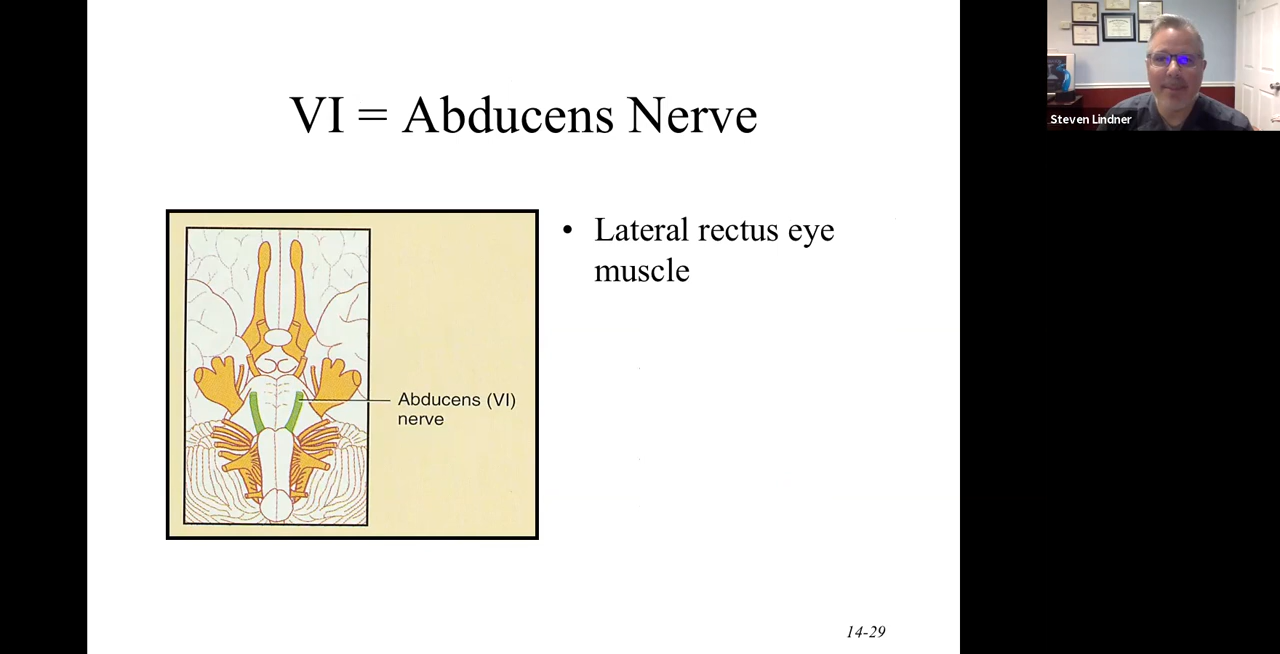 VI = Abducens Nerve
• Lateral rectus eye
muscle
Abducens (VI)
nerve
14-29
Steven Lindner